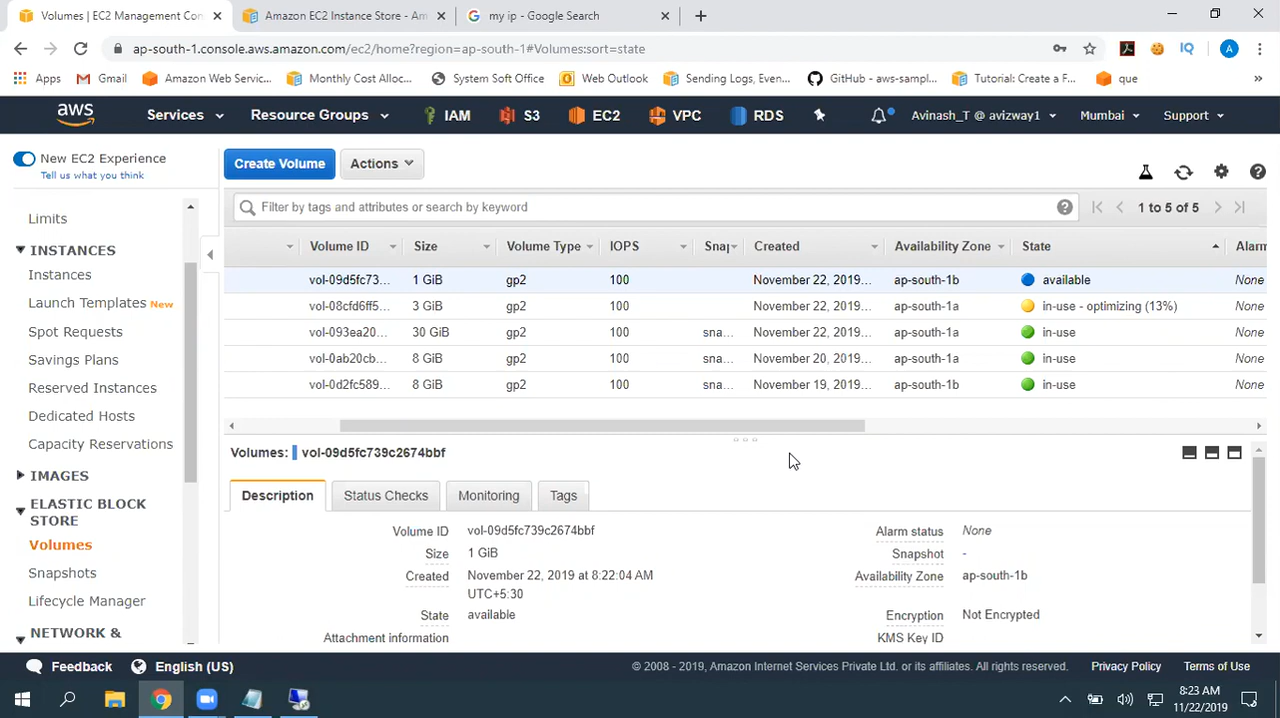 Volumes | EC2 Management Con
Amazon EC2 Instance Store - Am
my ip - Google Search
ap-south-1.console.aws.amazon.com/ec2/home?region=ap-south-1#Volumes:sort=state
Apps
Gmail
Amazon Web Servic...
Monthly Cost Alloc...
System Soft Office
Web Outlook
Sending Logs, Even...
GitHub - aws-sampl...
Tutorial: Create a F...
que
aws
Services
Resource Groups
IAM
S3
EC2
VPC
RDS
Avinash_T @ avizway1
Mumbai
Support
New EC2 Experience
Tell us what you think
Limits
INSTANCES
Instances
Launch Templates New
Spot Requests
Savings Plans
Reserved Instances
Dedicated Hosts
Capacity Reservations
IMAGES
ELASTIC BLOCK
STORE
Volumes
Snapshots
Lifecycle Manager
NETWORK &
Create Volume
Actions
Filter by tags and attributes or search by keyword
1 to 5 of 5
Volume ID Size Volume Type IOPS Snap Created Availability Zone State Alarm
vol-09d5fc73... 1 GiB gp2 100 November 22, 2019... ap-south-1b available None
vol-08cfd6ff5... 3 GiB gp2 100 November 22, 2019... ap-south-1a in-use - optimizing (13%) None
vol-093ea20... 30 GiB gp2 100 sna... November 22, 2019... ap-south-1a in-use None
vol-0ab20cb... 8 GiB gp2 100 sna... November 20, 2019... ap-south-1a in-use None
vol-0d2fc589... 8 GiB gp2 100 sna... November 19, 2019... ap-south-1b in-use None
Volumes: vol-09d5fc739c2674bbf
Description
Status Checks
Monitoring
Tags
Volume ID vol-09d5fc739c2674bbf
Size 1 GiB
Created November 22, 2019 at 8:22:04 AM
UTC+5:30
State available
Attachment information
Alarm status None
Snapshot -
Availability Zone ap-south-1b
Encryption Not Encrypted
KMS Key ID
Feedback
English (US)
© 2008 - 2019, Amazon Internet Services Private Ltd. or its affiliates. All rights reserved.
Privacy Policy
Terms of Use
8:23 AM
11/22/2019